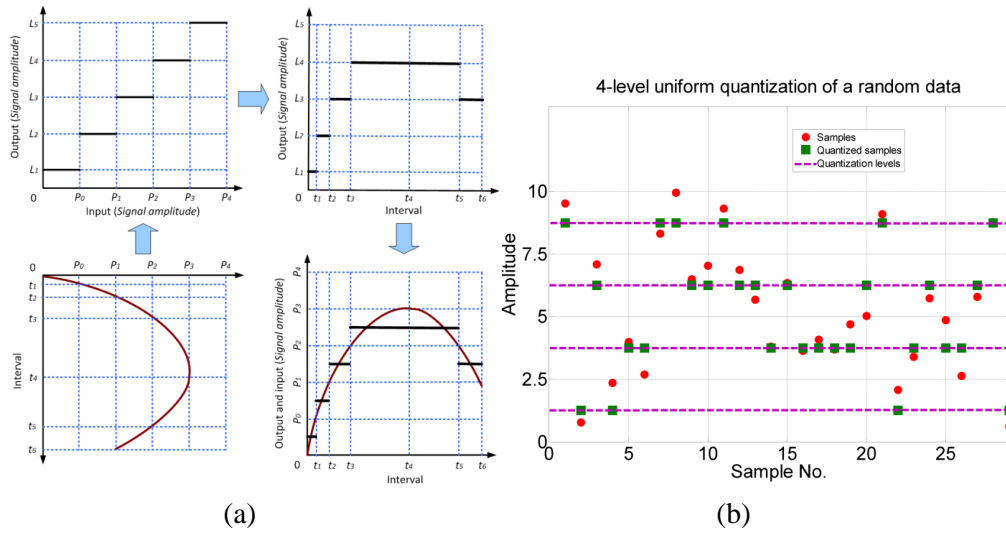 L5
L4
L3
L2
L1
0
P0 P1 P2 P3 P4
Input (Signal amplitude)
Output (Signal amplitude)
L5
L4
L3
L2
L1
0
t1 t2 t3 t4 t5 t6
Interval
Output (Signal amplitude)
0
P0 P1 P2 P3 P4
t1
t2
t3
t4
t5
t6
Interval
P4
P3
P2
P1
P0
0
t1 t2 t3 t4 t5 t6
Interval
Output and input (Signal amplitude)
(a)
4-level uniform quantization of a random data
Samples
Quantized samples
Quantization levels
10
7.5
5
2.5
0
Amplitude
0 5 10 15 20 25
Sample No.
(b)